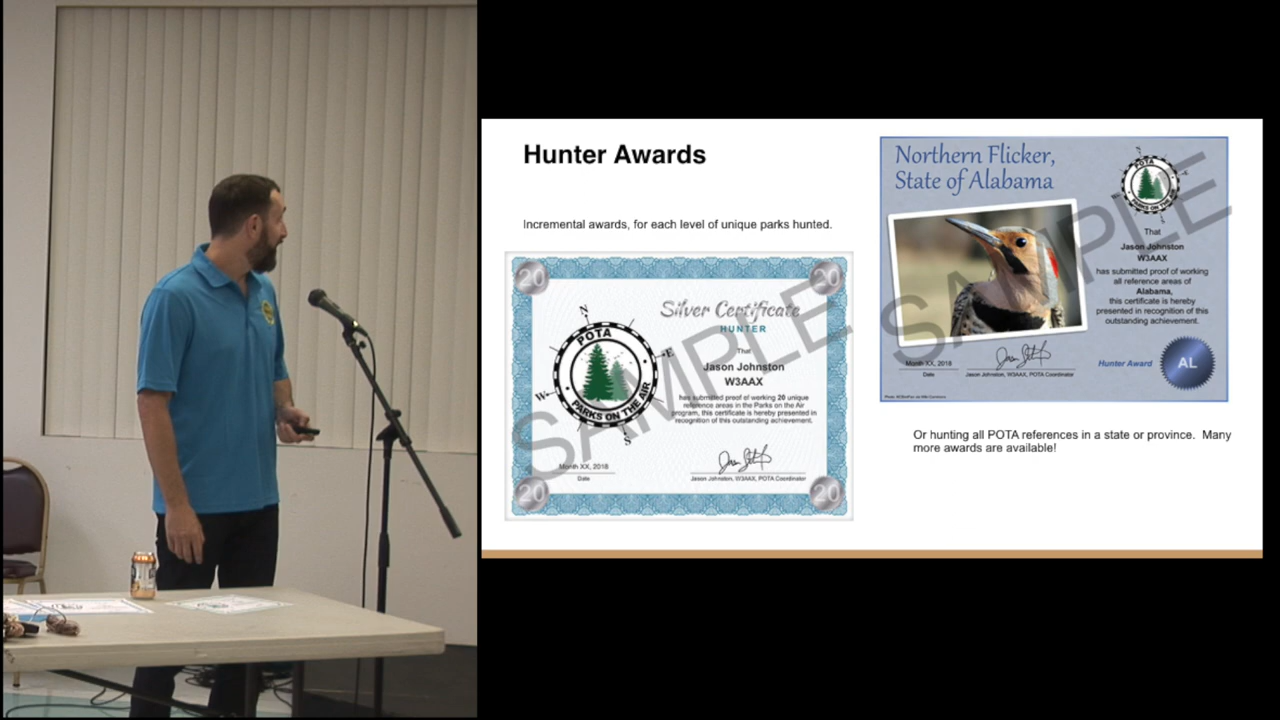 Hunter Awards
Incremental awards, for each level of unique parks hunted.
20
20
Silver Certificate
HUNTER
That
Jason Johnston
W3AAX
has submitted proof of working 20 unique
reference areas in the Parks on the Air
program, this certificate is hereby presented in
recognition of this outstanding achievement.
N
E
S
W
POTA
PARKS ON THE AIR
Month XX, 2018
Date
Jason Johnston, W3AAX, POTA Coordinator
20
20
SAMPLE
Northern Flicker,
State of Alabama
N
POTA
PARKS ON THE AIR
That
Jason Johnston
W3AAX
has submitted proof of working
all reference areas of
Alabama,
this certificate is hereby
presented in recognition of this
outstanding achievement.
Month XX, 2018
Date
Jason Johnston, W3AAX, POTA Coordinator
Hunter Award
AL
SAMPLE
Or hunting all POTA references in a state or province. Many
more awards are available!